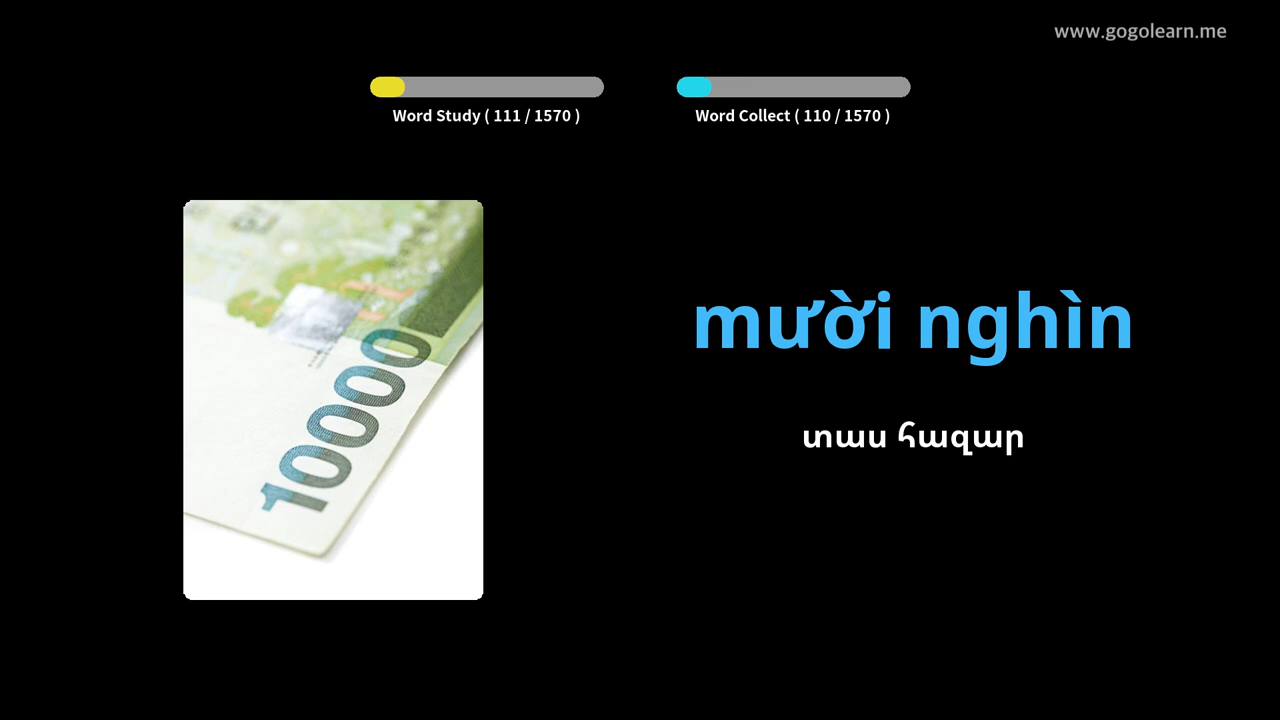 www.gogolearn.me
Word Study ( 111 / 1570 )
Word Collect ( 110 / 1570 )
10000
mười nghìn
տաս հազար